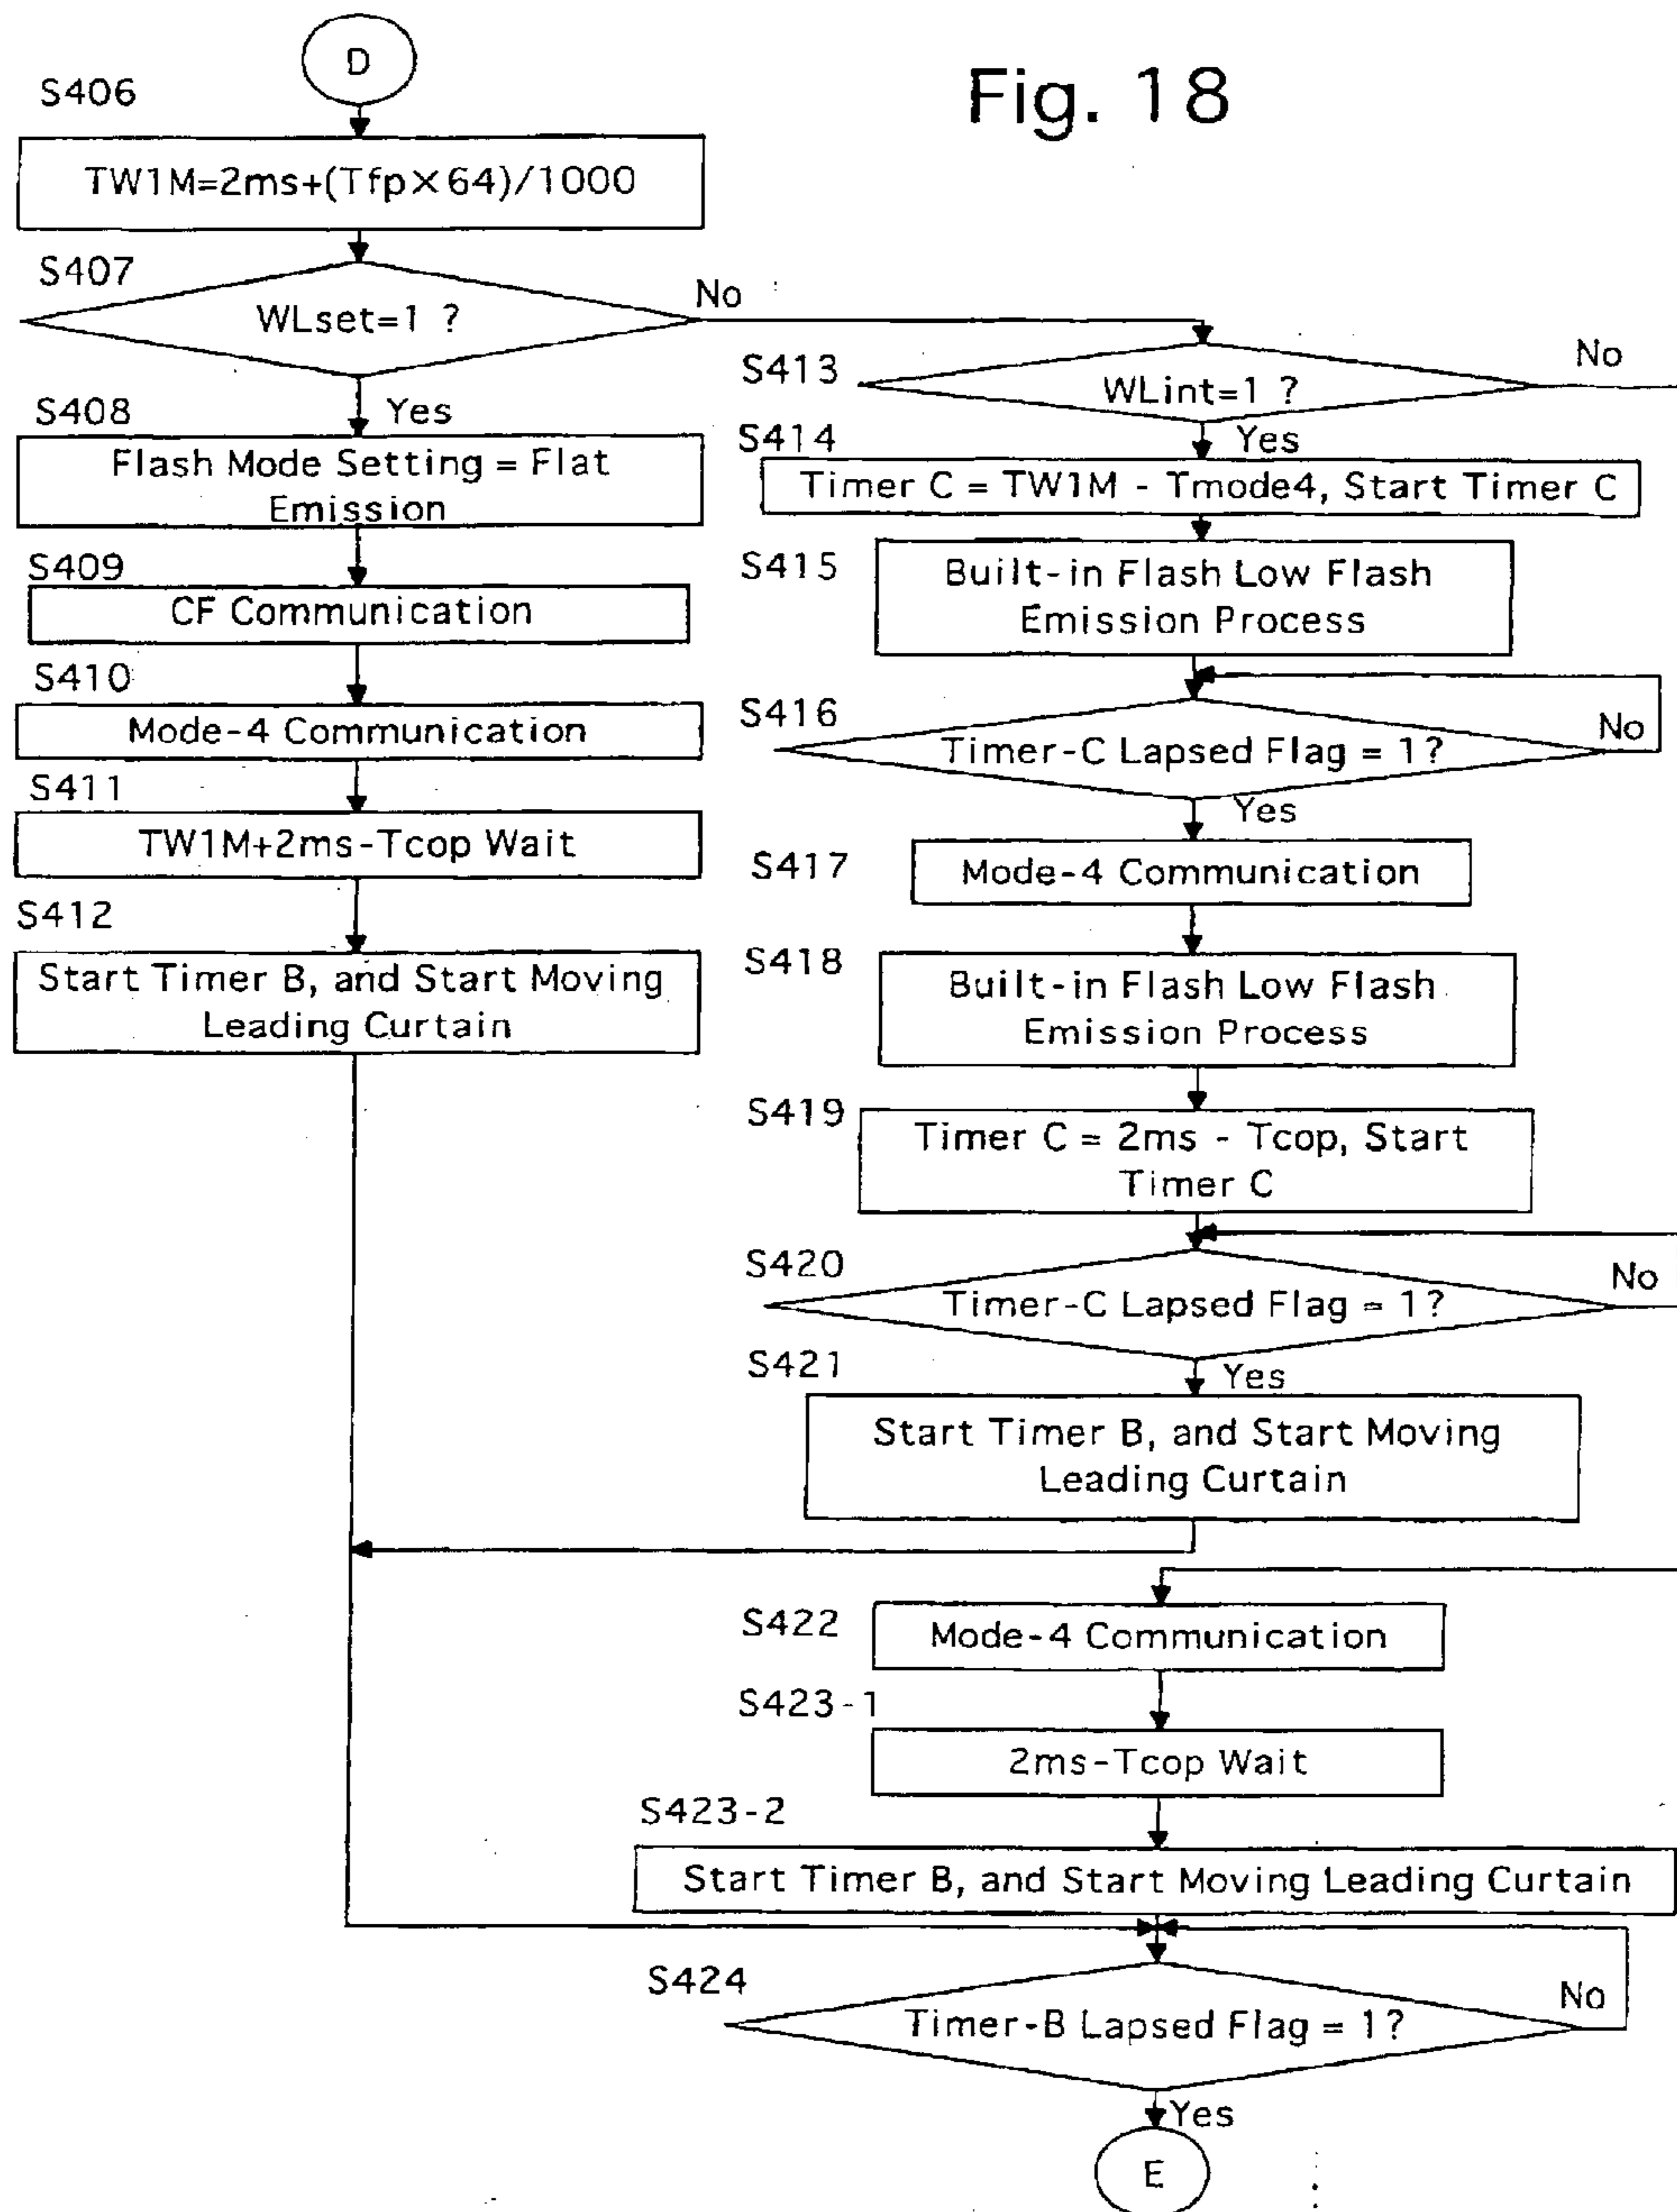 Fig. 18
D
S406
TW1M=2ms+(Tfp×64)/1000
S407
WLset=1 ?
No
Yes
S408
Flash Mode Setting = Flat
Emission
S409
CF Communication
S410
Mode-4 Communication
S411
TW1M+2ms-Tcop Wait
S412
Start Timer B, and Start Moving
Leading Curtain
S413
WLint=1 ?
No
Yes
S414
Timer C = TW1M - Tmode4, Start Timer C
S415
Built-in Flash Low Flash
Emission Process
S416
Timer-C Lapsed Flag = 1?
No
Yes
S417
Mode-4 Communication
S418
Built-in Flash Low Flash
Emission Process
S419
Timer C = 2ms - Tcop, Start
Timer C
S420
Timer-C Lapsed Flag = 1?
No
Yes
S421
Start Timer B, and Start Moving
Leading Curtain
S422
Mode-4 Communication
S423-1
2ms-Tcop Wait
S423-2
Start Timer B, and Start Moving Leading Curtain
S424
Timer-B Lapsed Flag = 1?
No
Yes
E